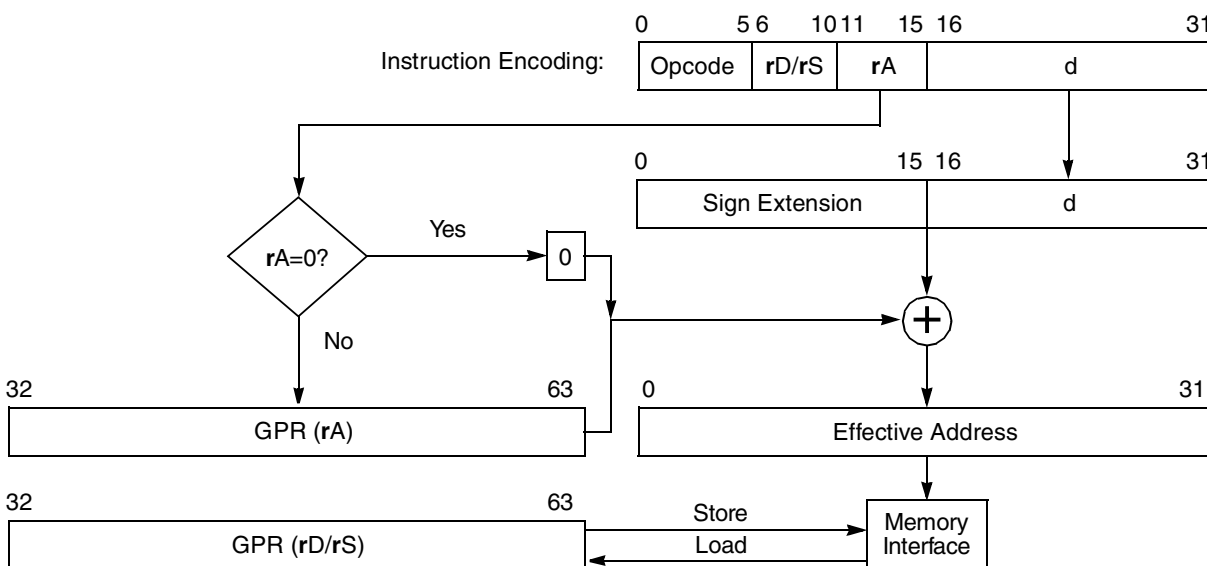 0 5 6 10 11 15 16 31
Instruction Encoding: Opcode rD/rS rA d
0 15 16 31
Sign Extension d
Yes
rA=0? 0
+
No
32 63 0 31
GPR (rA) Effective Address
32 63
Store
GPR (rD/rS) Memory
Load Interface